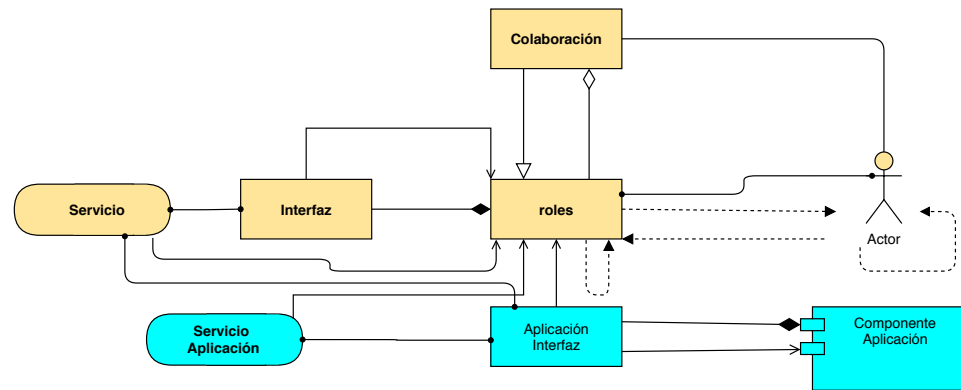 Colaboración
Servicio
Interfaz
roles
Actor
Servicio
Aplicación
Aplicación
Interfaz
Componente
Aplicación